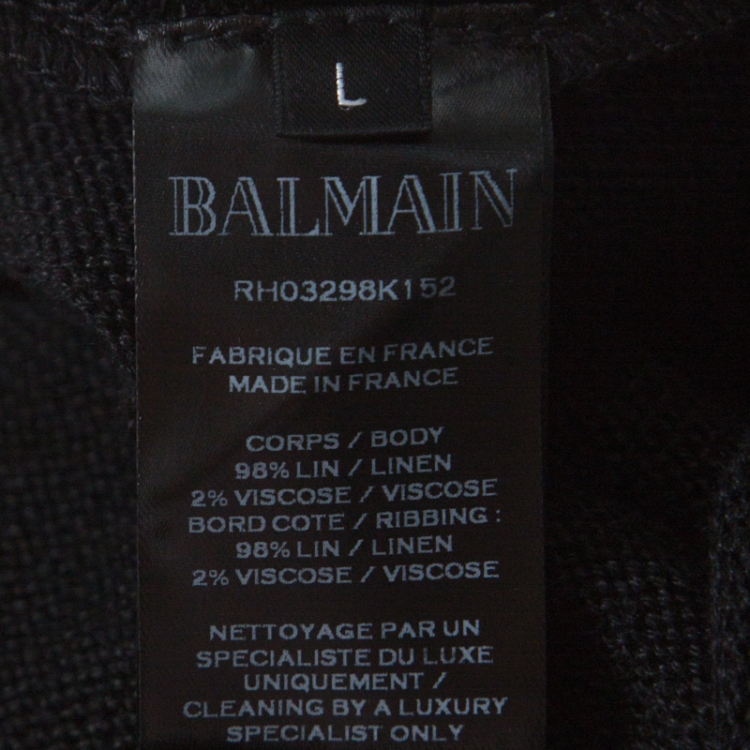 L
BALMAIN
RH03298K152
FABRIQUE EN FRANCE
MADE IN FRANCE
CORPS / BODY
98% LIN / LINEN
2% VISCOSE / VISCOSE
BORD COTE / RIBBING :
98% LIN / LINEN
2% VISCOSE / VISCOSE
NETTOYAGE PAR UN
SPECIALISTE DU LUXE
UNIQUEMENT /
CLEANING BY A LUXURY
SPECIALIST ONLY